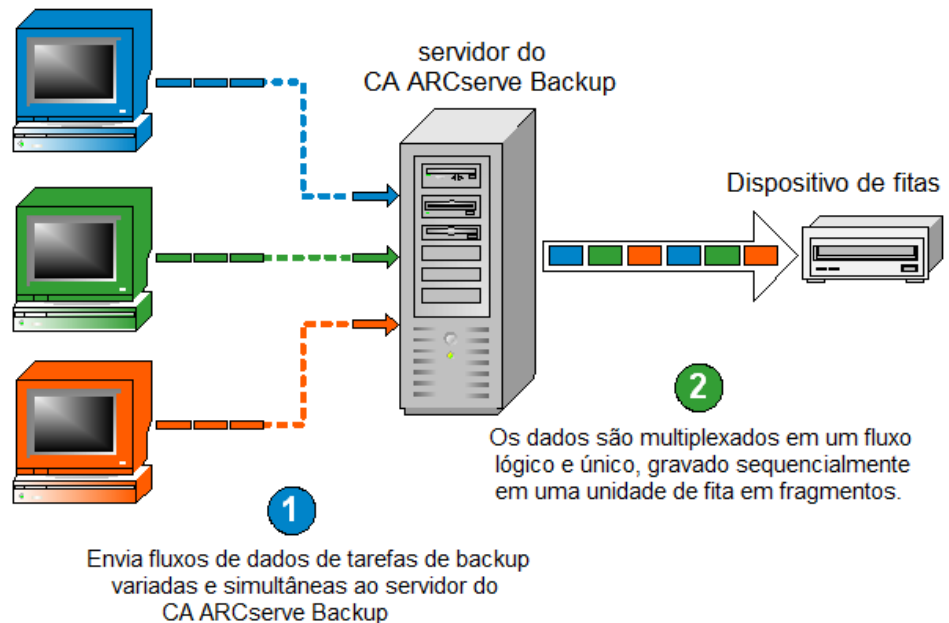 servidor do
CA ARCserve Backup
Dispositivo de fitas
2
Os dados são multiplexados em um fluxo
lógico e único, gravado sequencialmente
em uma unidade de fita em fragmentos.
1
Envia fluxos de dados de tarefas de backup
variadas e simultâneas ao servidor do
CA ARCserve Backup